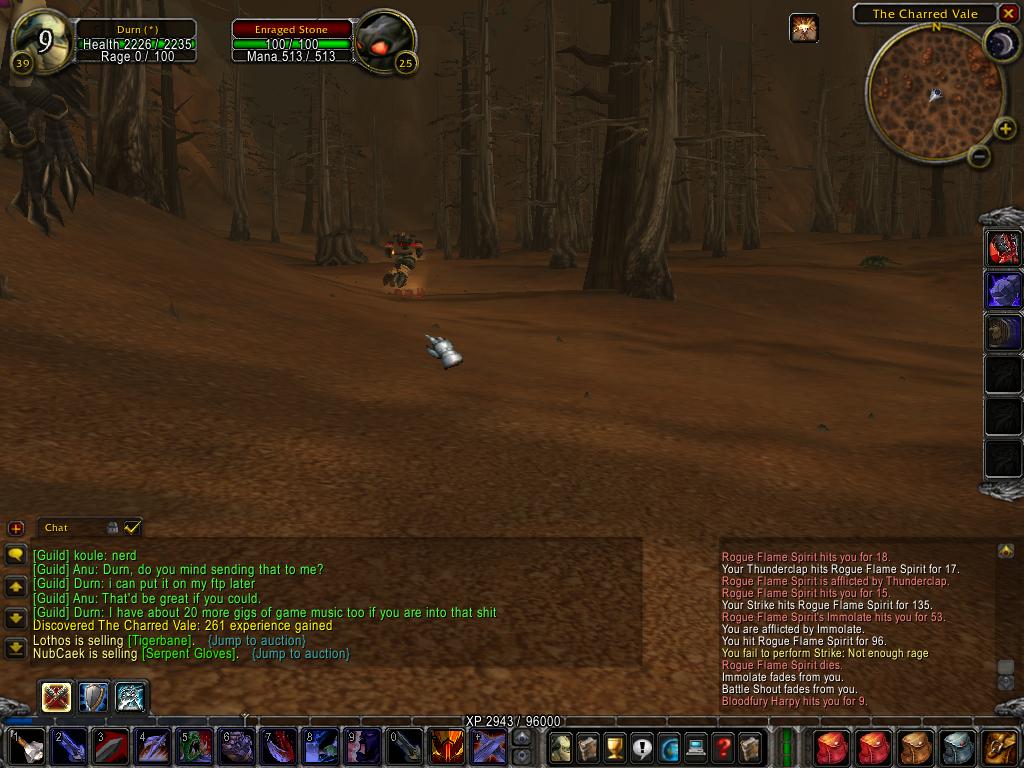 Durn (*)
Health 2226 / 2235
Rage 0 / 100
9
39
Enraged Stone
100 / 100
Mana 513 / 513
25
The Charred Vale
N
Chat
[Guild] koule: nerd
[Guild] Anu: Durn, do you mind sending that to me?
[Guild] Durn: i can put it on my ftp later
[Guild] Anu: That'd be great if you could.
[Guild] Durn: I have about 20 more gigs of game music too if you are into that shit
Discovered The Charred Vale: 261 experience gained
Lothos is selling [Tigerbane]. {Jump to auction}
NubCaek is selling [Serpent Gloves]. {Jump to auction}
Rogue Flame Spirit hits you for 18.
Your Thunderclap hits Rogue Flame Spirit for 17.
Rogue Flame Spirit is afflicted by Thunderclap.
Rogue Flame Spirit hits you for 15.
Your Strike hits Rogue Flame Spirit for 135.
Rogue Flame Spirit's Immolate hits you for 53.
You are afflicted by Immolate.
You hit Rogue Flame Spirit for 96.
You fail to perform Strike: Not enough rage
Rogue Flame Spirit dies.
Immolate fades from you.
Battle Shout fades from you.
Bloodfury Harpy hits you for 9.
XP 2943 / 96000
1 2 3 4 5 6 7 8 9 0 - +